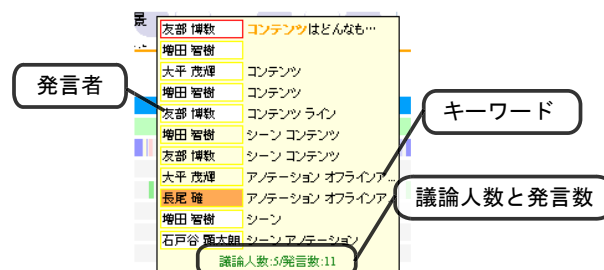 景
友部 博数 コンテンツはどんなも…
増田 智樹
大平 茂輝 コンテンツ
増田 智樹 コンテンツ
友部 博数 コンテンツ ライン
増田 智樹 シーン コンテンツ
友部 博数 シーン コンテンツ
大平 茂輝 アノテーション オフラインア…
長尾 確 アノテーション オフラインア
増田 智樹 シーン
石戸谷 顕太朗 シーン アノテーション
議論人数:5/発言数:11
発言者
キーワード
議論人数と発言数